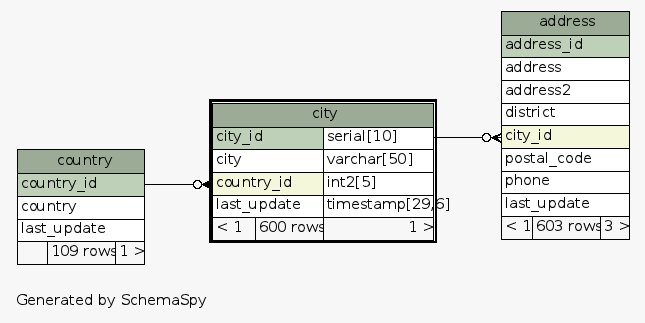 address
address_id
address
address2
district
city_id
postal_code
phone
last_update
< 1 603 rows 3 >
city
city_id serial[10]
city varchar[50]
country_id int2[5]
last_update timestamp[29,6]
< 1 600 rows 1 >
country
country_id
country
last_update
109 rows 1 >
Generated by SchemaSpy